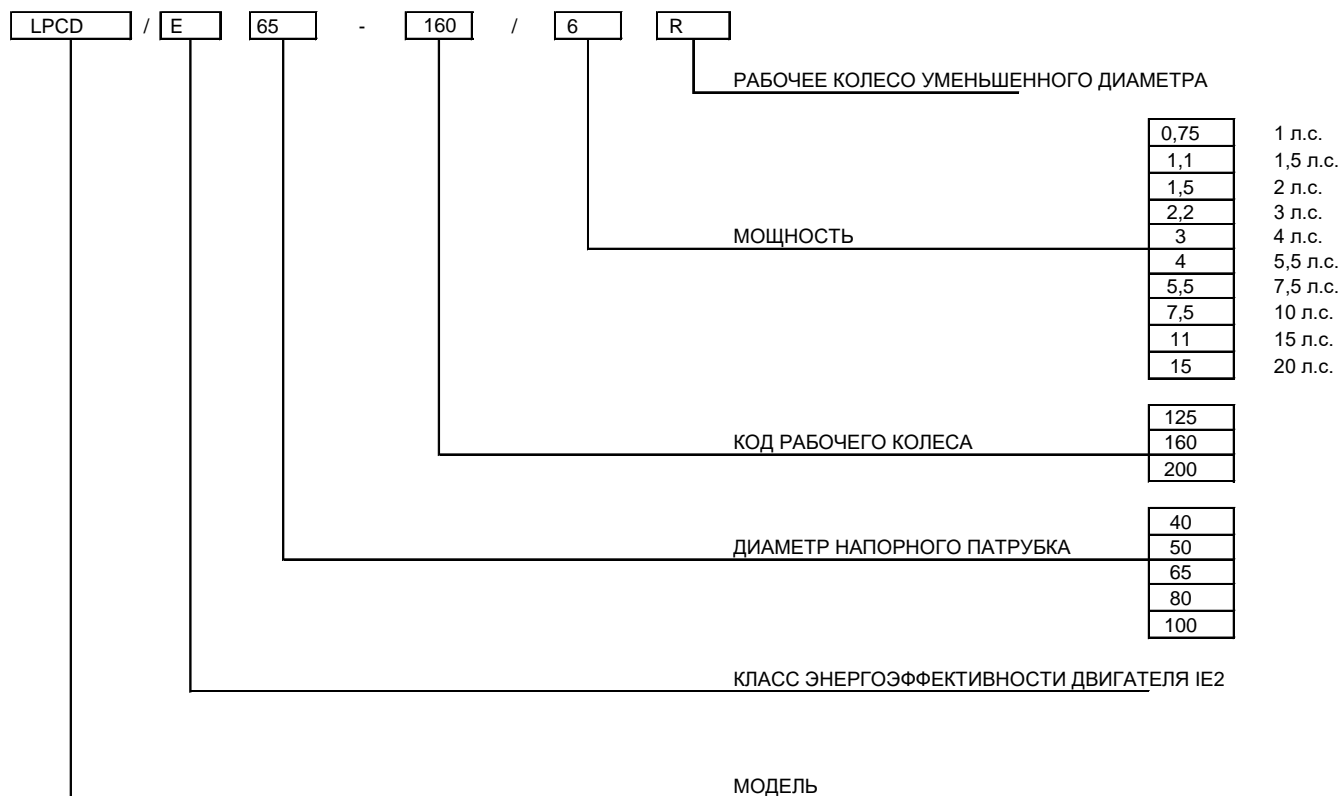 LPCD / E 65 - 160 / 6 R
РАБОЧЕЕ КОЛЕСО УМЕНЬШЕННОГО ДИАМЕТРА
0,75 1 л.с.
1,1 1,5 л.с.
1,5 2 л.с.
2,2 3 л.с.
МОЩНОСТЬ 3 4 л.с.
4 5,5 л.с.
5,5 7,5 л.с.
7,5 10 л.с.
11 15 л.с.
15 20 л.с.
125
КОД РАБОЧЕГО КОЛЕСА 160
200
40
ДИАМЕТР НАПОРНОГО ПАТРУБКА 50
65
80
100
КЛАСС ЭНЕРГОЭФФЕКТИВНОСТИ ДВИГАТЕЛЯ IE2
МОДЕЛЬ